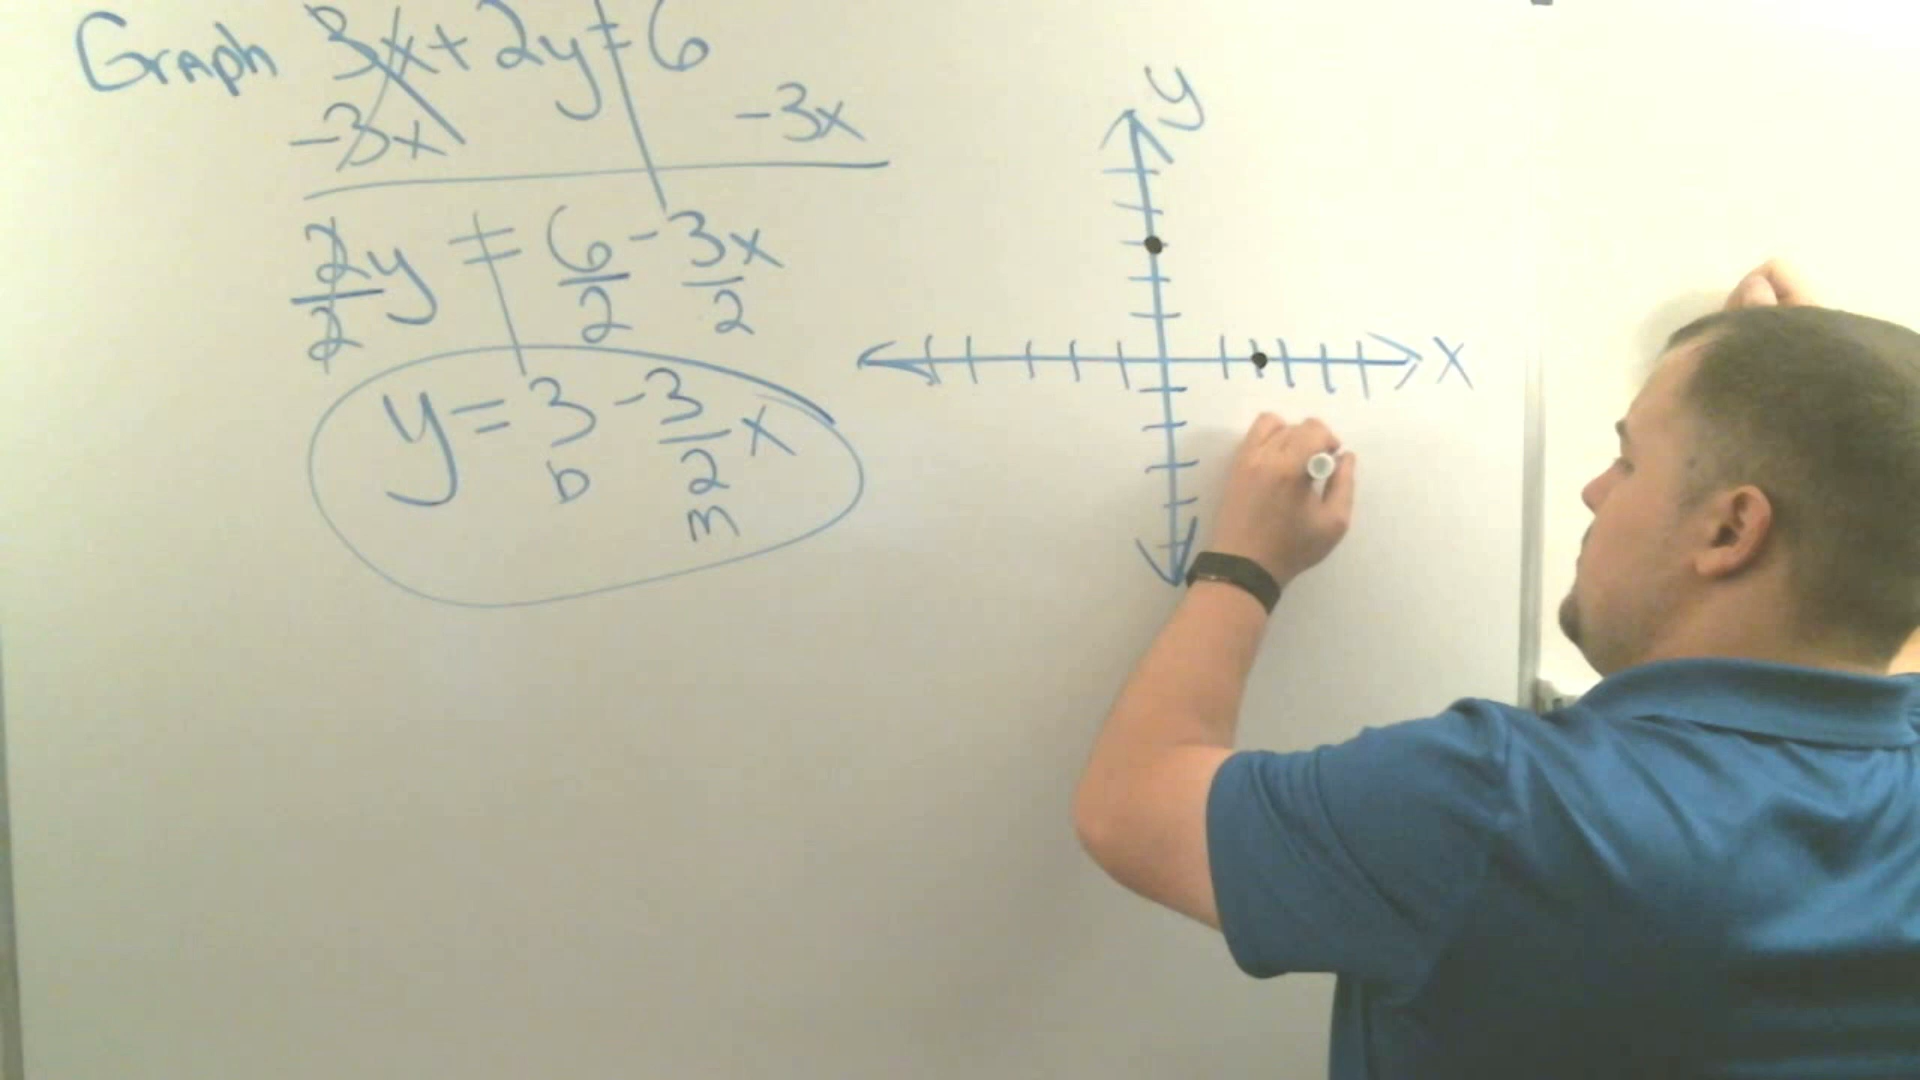 Graph 3x + 2y = 6
-3x -3x
2y = 6 - 3x
2 2 2
y = 3 - 3/2 x
b m
y
x